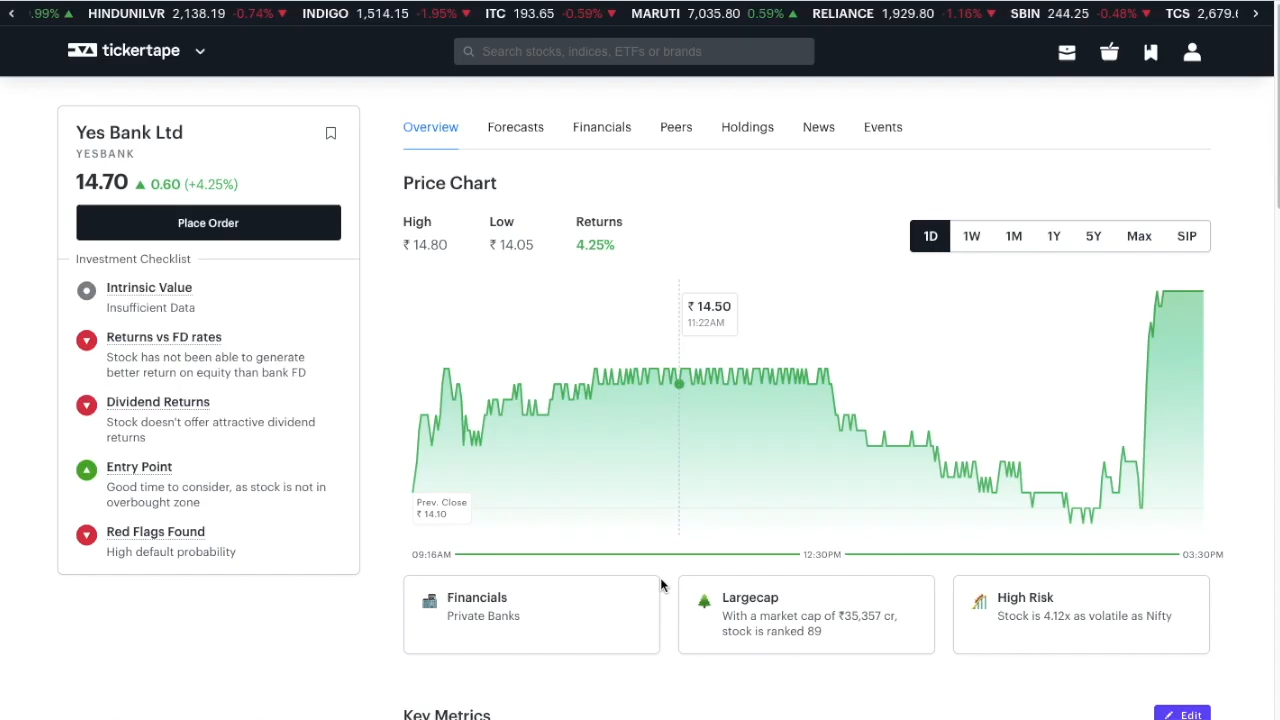 .99% ▲ HINDUNILVR 2,138.19 -0.74% ▼ INDIGO 1,514.15 -1.95% ▼ ITC 193.65 -0.59% ▼ MARUTI 7,035.80 0.59% ▲ RELIANCE 1,929.80 -1.16% ▼ SBIN 244.25 -0.48% ▼ TCS 2,679.
tickertape
Search stocks, indices, ETFs or brands
Yes Bank Ltd
YESBANK
14.70 ▲ 0.60 (+4.25%)
Place Order
Investment Checklist
Intrinsic Value
Insufficient Data
Returns vs FD rates
Stock has not been able to generate
better return on equity than bank FD
Dividend Returns
Stock doesn't offer attractive dividend
returns
Entry Point
Good time to consider, as stock is not in
overbought zone
Red Flags Found
High default probability
Overview Forecasts Financials Peers Holdings News Events
Price Chart
High Low Returns
₹ 14.80 ₹ 14.05 4.25%
1D 1W 1M 1Y 5Y Max SIP
₹ 14.50
11:22AM
Prev. Close
₹ 14.10
09:16AM 12:30PM 03:30PM
Financials
Private Banks
Largecap
With a market cap of ₹35,357 cr,
stock is ranked 89
High Risk
Stock is 4.12x as volatile as Nifty
Key Metrics
Edit